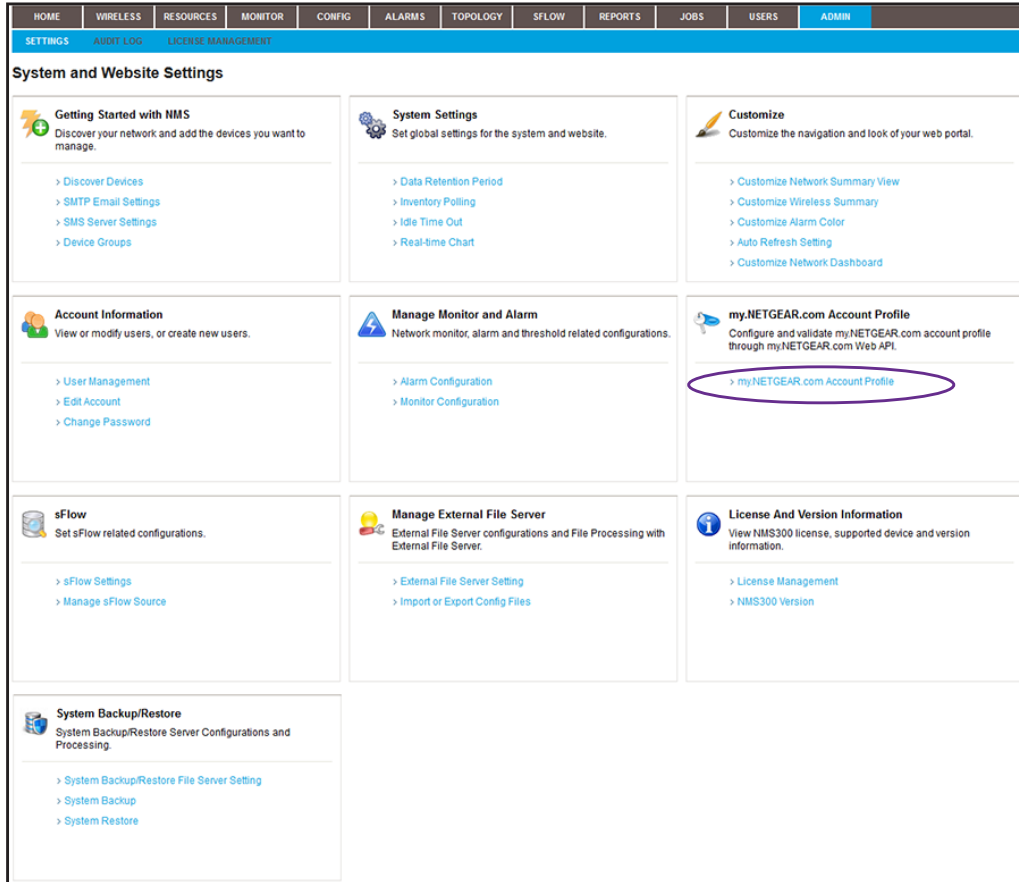 HOME WIRELESS RESOURCES MONITOR CONFIG ALARMS TOPOLOGY SFLOW REPORTS JOBS USERS ADMIN
SETTINGS AUDIT LOG LICENSE MANAGEMENT
System and Website Settings
Getting Started with NMS
Discover your network and add the devices you want to
manage.
> Discover Devices
> SMTP Email Settings
> SMS Server Settings
> Device Groups
System Settings
Set global settings for the system and website.
> Data Retention Period
> Inventory Polling
> Idle Time Out
> Real-time Chart
Customize
Customize the navigation and look of your web portal.
> Customize Network Summary View
> Customize Wireless Summary
> Customize Alarm Color
> Auto Refresh Setting
> Customize Network Dashboard
Account Information
View or modify users, or create new users.
> User Management
> Edit Account
> Change Password
Manage Monitor and Alarm
Network monitor, alarm and threshold related configurations.
> Alarm Configuration
> Monitor Configuration
my.NETGEAR.com Account Profile
Configure and validate my.NETGEAR.com account profile
through my.NETGEAR.com Web API.
> my.NETGEAR.com Account Profile
sFlow
Set sFlow related configurations.
> sFlow Settings
> Manage sFlow Source
Manage External File Server
External File Server configurations and File Processing with
External File Server.
> External File Server Setting
> Import or Export Config Files
License And Version Information
View NMS300 license, supported device and version
information.
> License Management
> NMS300 Version
System Backup/Restore
System Backup/Restore Server Configurations and
Processing.
> System Backup/Restore File Server Setting
> System Backup
> System Restore